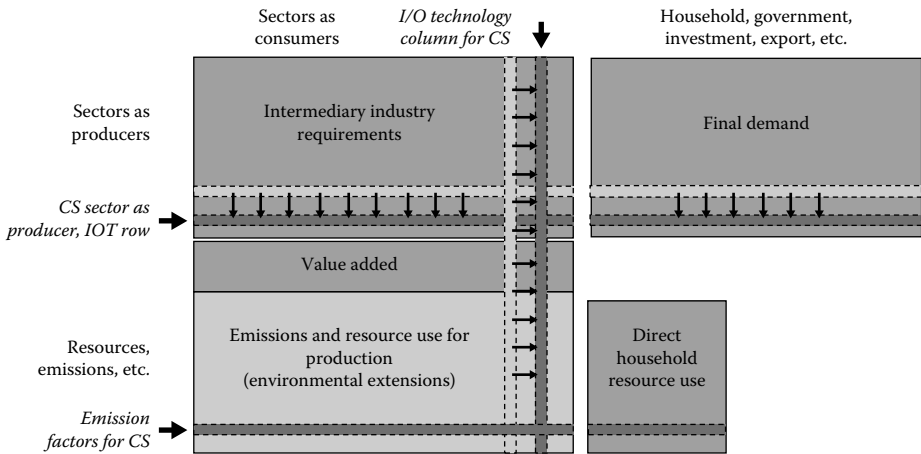 Sectors as
consumers
I/O technology
column for CS
Household, government,
investment, export, etc.
Sectors as
producers
Intermediary industry
requirements
Final demand
CS sector as
producer, IOT row
Value added
Resources,
emissions, etc.
Emissions and resource use for
production
(environmental extensions)
Direct
household
resource use
Emission
factors for CS